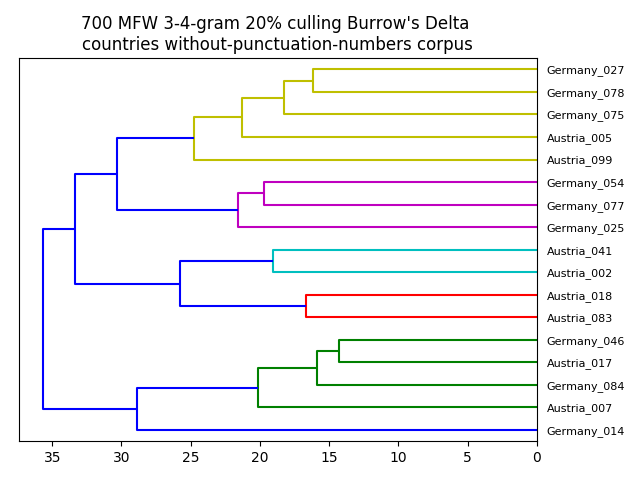 700 MFW 3-4-gram 20% culling Burrow's Delta
countries without-punctuation-numbers corpus
Germany_027
Germany_078
Germany_075
Austria_005
Austria_099
Germany_054
Germany_077
Germany_025
Austria_041
Austria_002
Austria_018
Austria_083
Germany_046
Austria_017
Germany_084
Austria_007
Germany_014
35 30 25 20 15 10 5 0